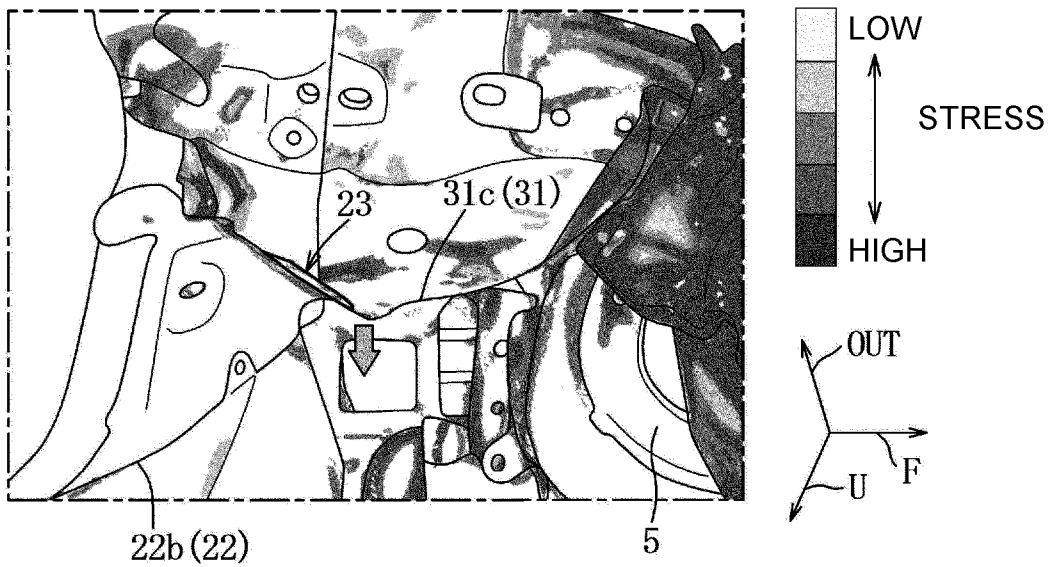 LOW
STRESS
HIGH
23
31c(31)
OUT
F
U
22b(22)
5